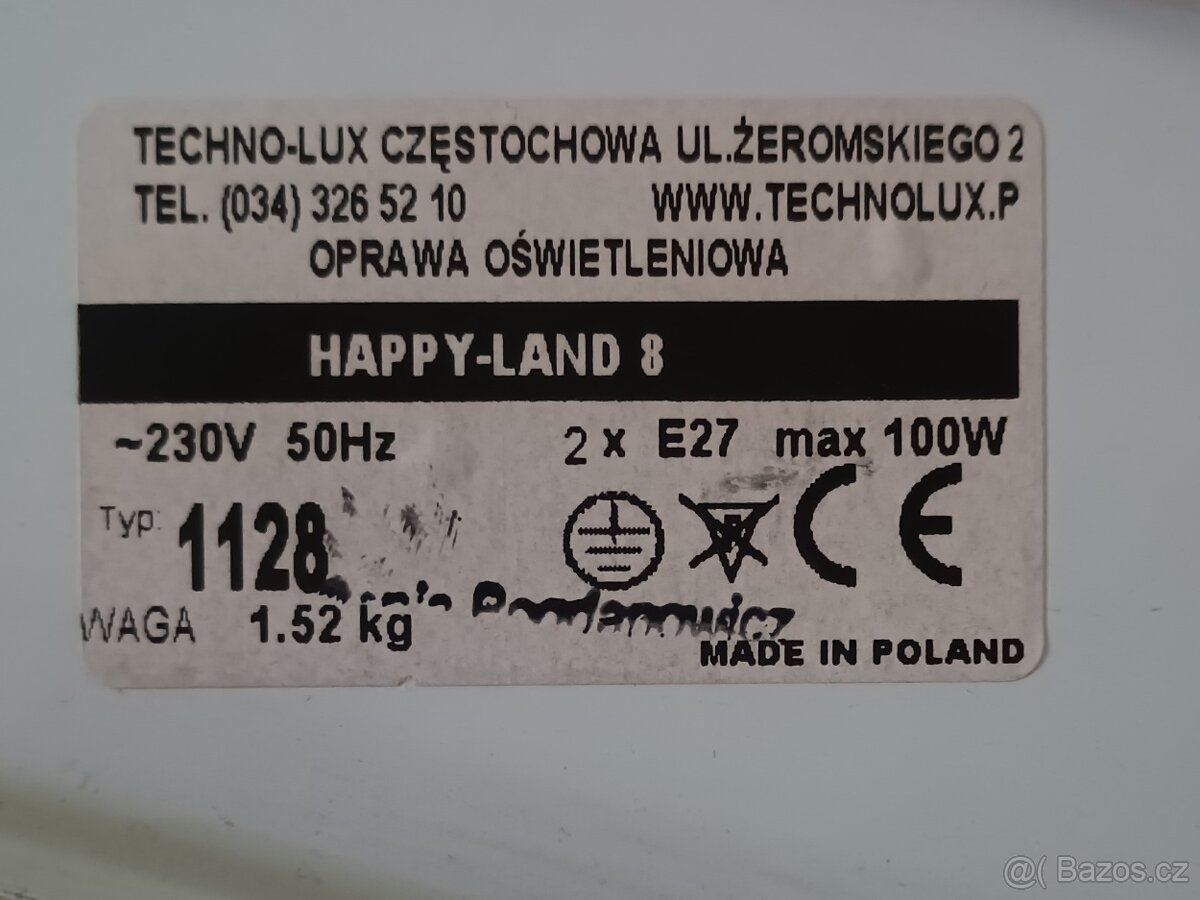 TECHNO-LUX CZĘSTOCHOWA UL.ŻEROMSKIEGO 2
TEL. (034) 326 52 10 WWW.TECHNOLUX.P
OPRAWA OŚWIETLENIOWA
HAPPY-LAND 8
~230V 50Hz 2 x E27 max 100W
Typ: 1128 CE
WAGA 1.52 kg
MADE IN POLAND
@( Bazos.cz